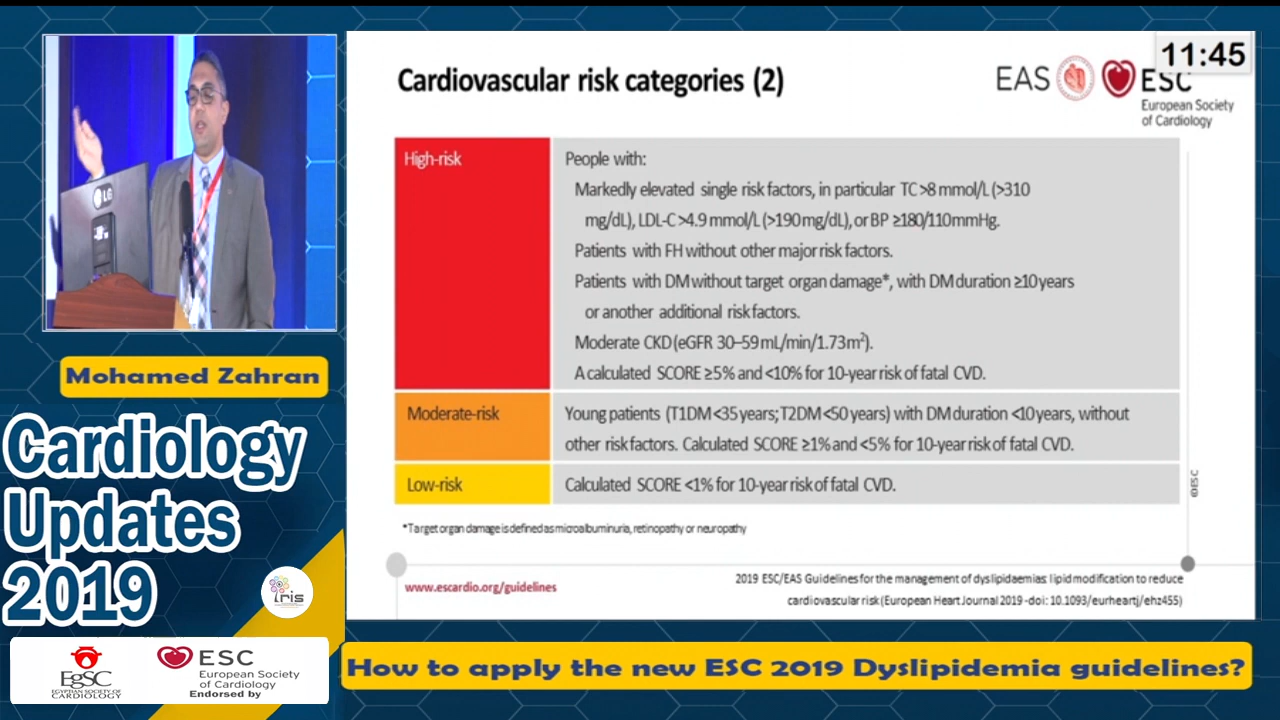 11:45
Cardiovascular risk categories (2)
EAS
ESC
European Society
of Cardiology
High-risk
People with:
Markedly elevated single risk factors, in particular TC >8 mmol/L (>310
mg/dL), LDL-C >4.9 mmol/L (>190 mg/dL), or BP ≥180/110 mmHg.
Patients with FH without other major risk factors.
Patients with DM without target organ damage*, with DM duration ≥10 years
or another additional risk factors.
Moderate CKD (eGFR 30–59 mL/min/1.73 m²).
A calculated SCORE ≥5% and <10% for 10-year risk of fatal CVD.
Moderate-risk
Young patients (T1DM <35 years; T2DM <50 years) with DM duration <10 years, without
other risk factors. Calculated SCORE ≥1% and <5% for 10-year risk of fatal CVD.
Low-risk
Calculated SCORE <1% for 10-year risk of fatal CVD.
©ESC
*Target organ damage is defined as microalbuminuria, retinopathy or neuropathy
www.escardio.org/guidelines
2019 ESC/EAS Guidelines for the management of dyslipidaemias: lipid modification to reduce
cardiovascular risk (European Heart Journal 2019 -doi: 10.1093/eurheartj/ehz455)
LG
Mohamed Zahran
Cardiology
Updates
2019
iris
EgSC
EGYPTIAN SOCIETY OF
CARDIOLOGY
ESC
European Society
of Cardiology
Endorsed by
How to apply the new ESC 2019 Dyslipidemia guidelines?